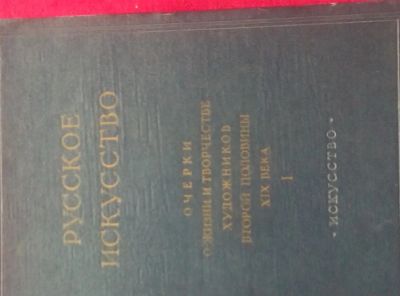 РУССКОЕ
ИСКУССТВО
ОЧЕРКИ
О ЖИЗНИ И ТВОРЧЕСТВЕ
ХУДОЖНИКОВ
ВТОРОЙ ПОЛОВИНЫ
XIX ВЕКА
I
• ИСКУССТВО •